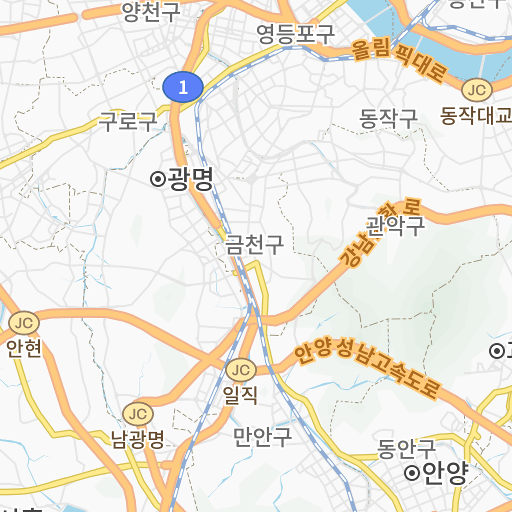 양천구
영등포구
올림픽대로
1
JC
동작대교
구로구
동작구
광명
강남
로
관악구
금천구
JC
안현
안양성남고속도로
JC
일직
JC
남광명
만안구
동안구
안양